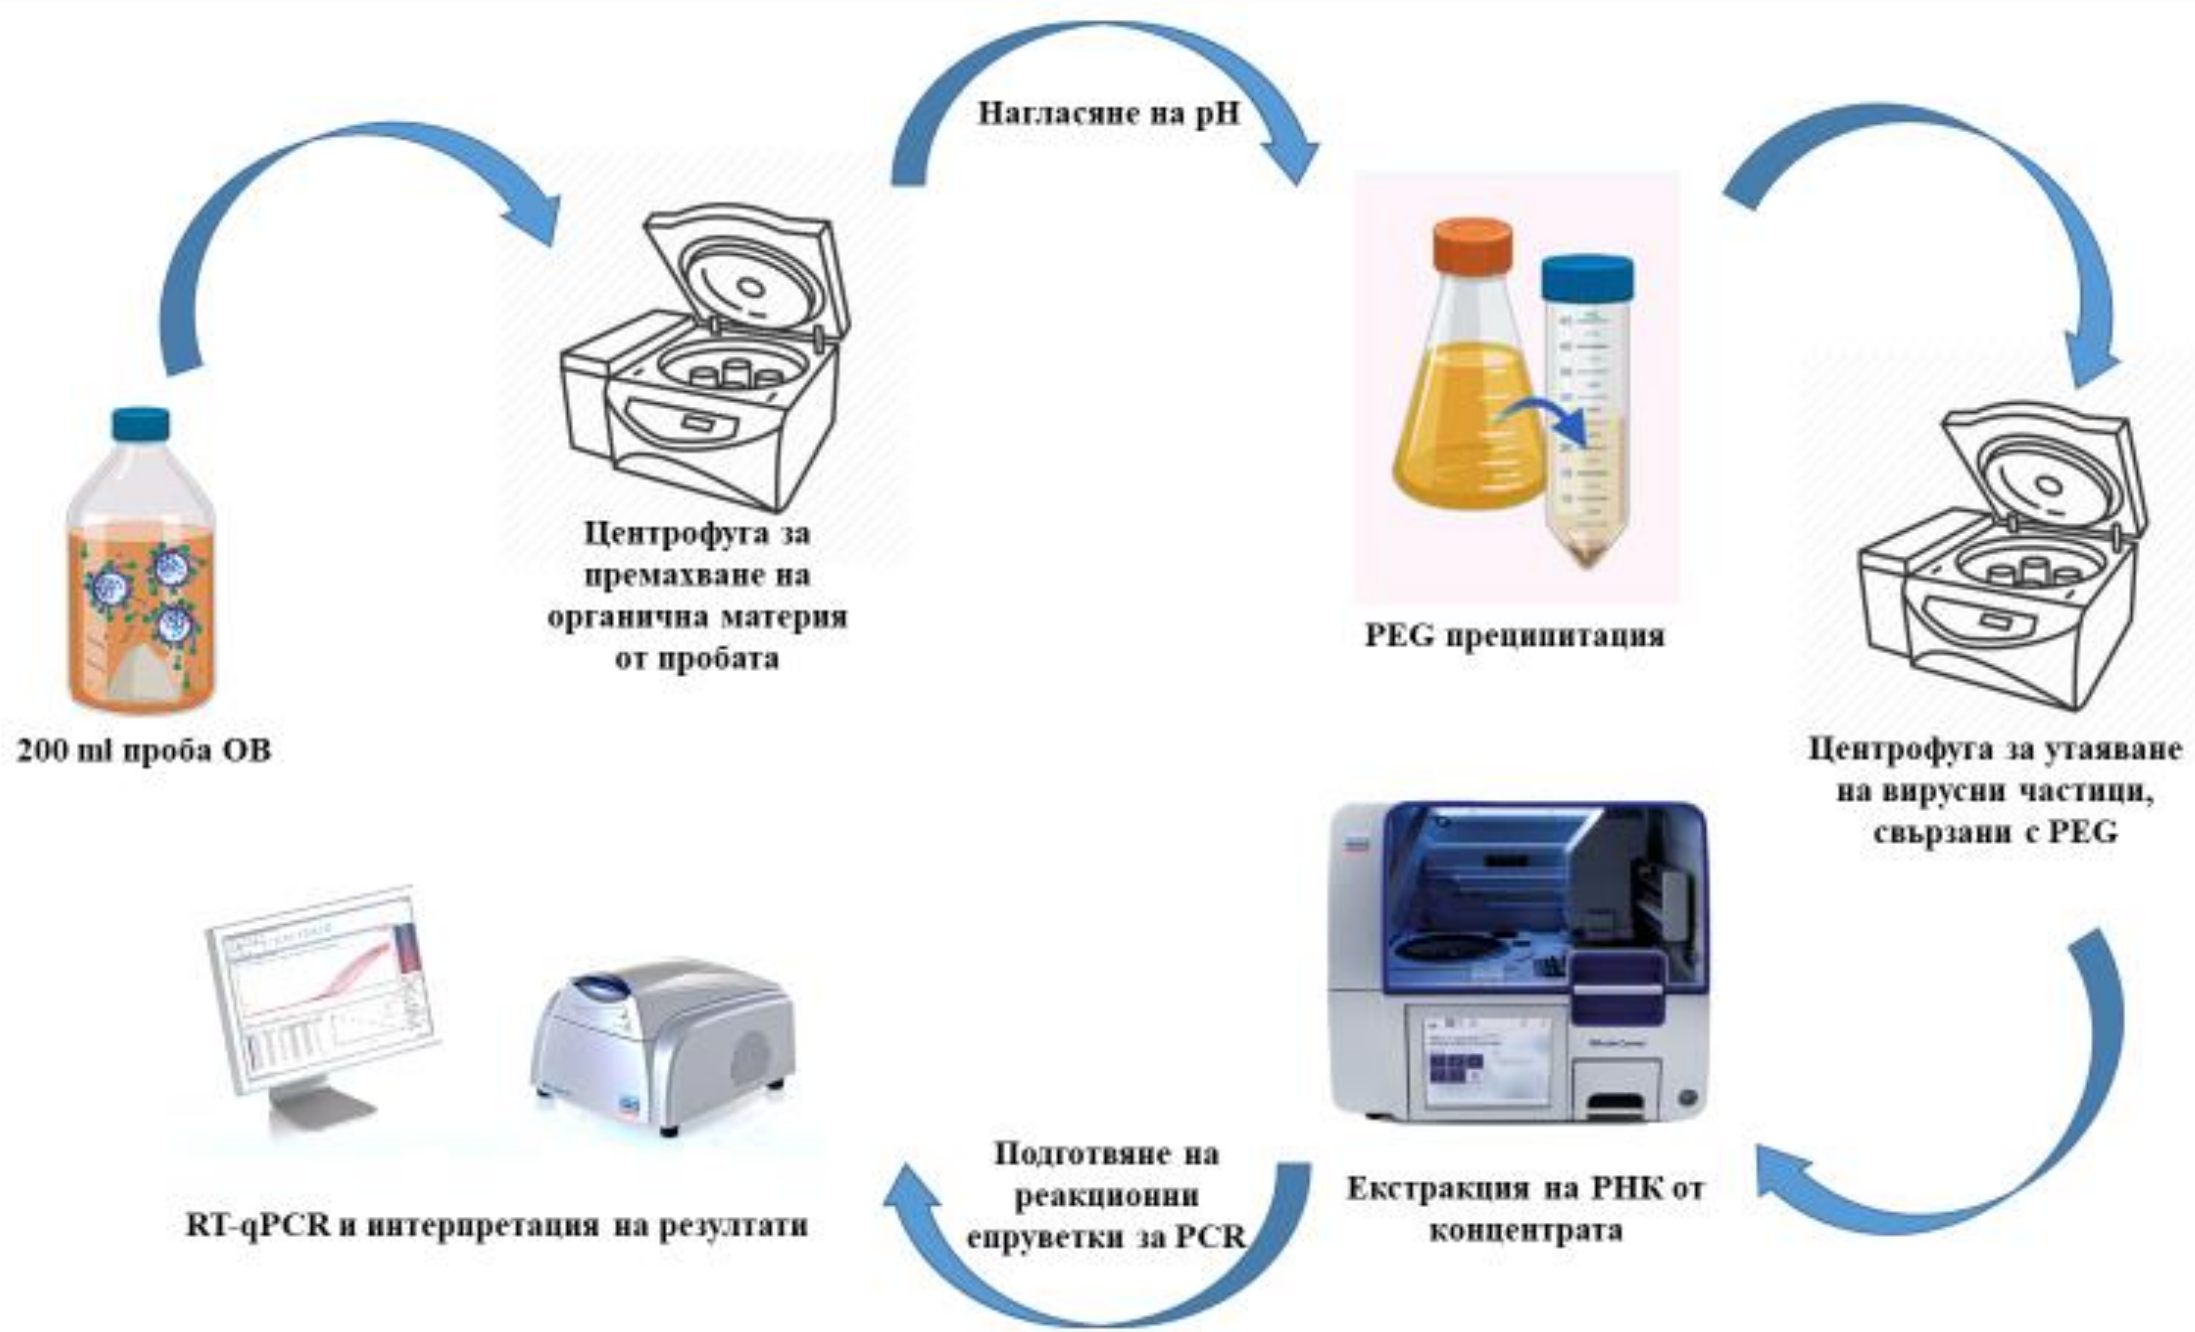 Нагласяне на pH
Центрофуга за
премахване на
органична материя
от пробата
200 ml проба ОВ
PEG преципитация
Центрофуга за утаяване
на вирусни частици,
свързани с PEG
Екстракция на РНК от
концентрата
Подготвяне на
реакционни
епруветки за PCR
RT-qPCR и интерпретация на резултати